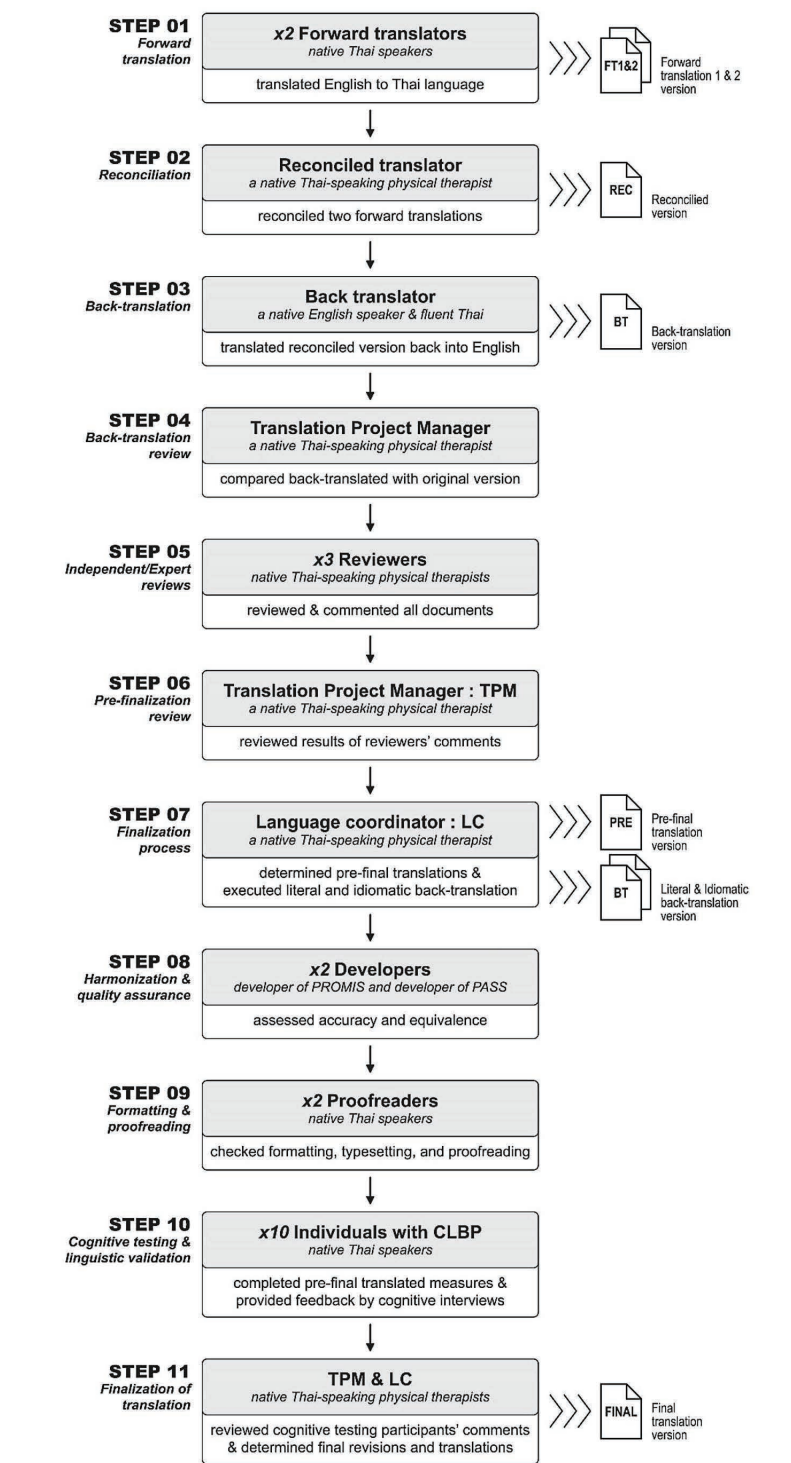 STEP 01
Forward
translation
x2 Forward translators
native Thai speakers
translated English to Thai language
FT1&2
Forward
translation 1 & 2
version
STEP 02
Reconciliation
Reconciled translator
a native Thai-speaking physical therapist
reconciled two forward translations
REC
Reconcilied
version
STEP 03
Back-translation
Back translator
a native English speaker & fluent Thai
translated reconciled version back into English
BT
Back-translation
version
STEP 04
Back-translation
review
Translation Project Manager
a native Thai-speaking physical therapist
compared back-translated with original version
STEP 05
Independent/Expert
reviews
x3 Reviewers
native Thai-speaking physical therapists
reviewed & commented all documents
STEP 06
Pre-finalization
review
Translation Project Manager : TPM
a native Thai-speaking physical therapist
reviewed results of reviewers' comments
STEP 07
Finalization
process
Language coordinator : LC
a native Thai-speaking physical therapist
determined pre-final translations &
executed literal and idiomatic back-translation
PRE
Pre-final
translation
version
BT
Literal & Idiomatic
back-translation
version
STEP 08
Harmonization &
quality assurance
x2 Developers
developer of PROMIS and developer of PASS
assessed accuracy and equivalence
STEP 09
Formatting &
proofreading
x2 Proofreaders
native Thai speakers
checked formatting, typesetting, and proofreading
STEP 10
Cognitive testing &
linguistic validation
x10 Individuals with CLBP
native Thai speakers
completed pre-final translated measures &
provided feedback by cognitive interviews
STEP 11
Finalization of
translation
TPM & LC
native Thai-speaking physical therapists
reviewed cognitive testing participants' comments
& determined final revisions and translations
FINAL
Final
translation
version